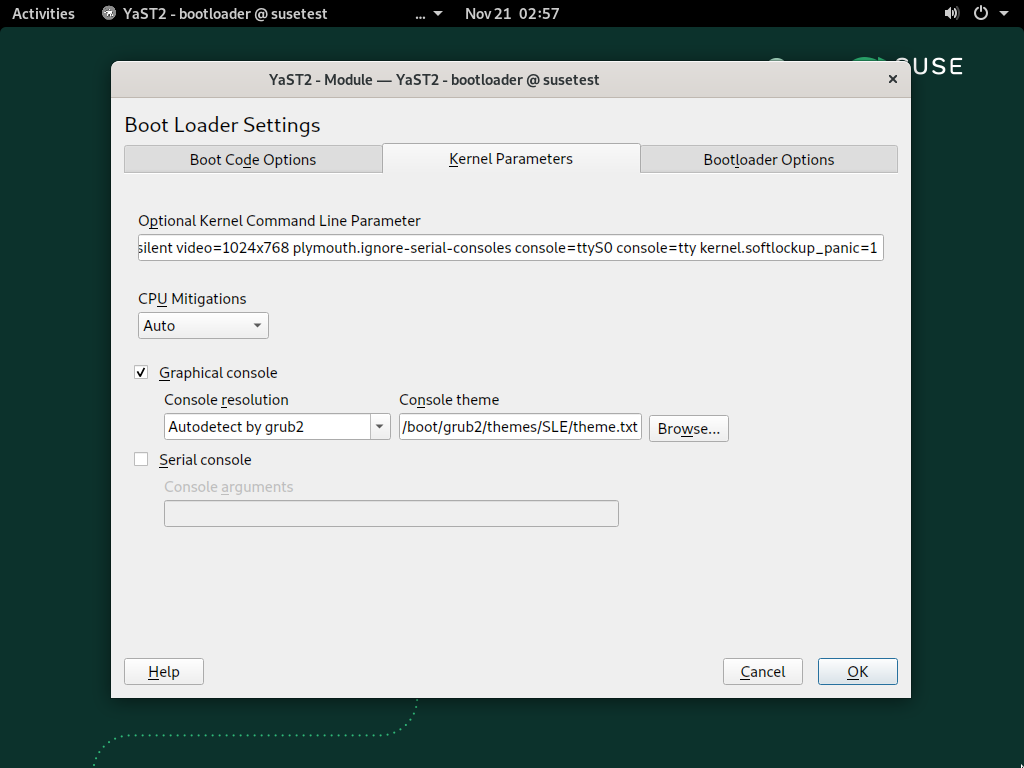 Activities YaST2 - bootloader @ susetest ... Nov 21 02:57
SUSE
YaST2 - Module — YaST2 - bootloader @ susetest ×
Boot Loader Settings
Boot Code Options Kernel Parameters Bootloader Options
Optional Kernel Command Line Parameter
silent video=1024x768 plymouth.ignore-serial-consoles console=ttyS0 console=tty kernel.softlockup_panic=1
CPU Mitigations
Auto
Graphical console
Console resolution Console theme
Autodetect by grub2 /boot/grub2/themes/SLE/theme.txt Browse...
Serial console
Console arguments
Help Cancel OK